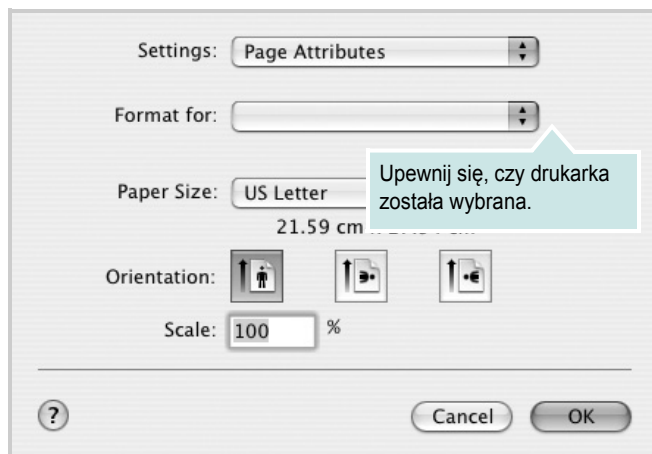 Settings: Page Attributes
Format for:
Upewnij się, czy drukarka
została wybrana.
Paper Size: US Letter
21.59 cm
Orientation:
Scale: 100 %
? Cancel OK